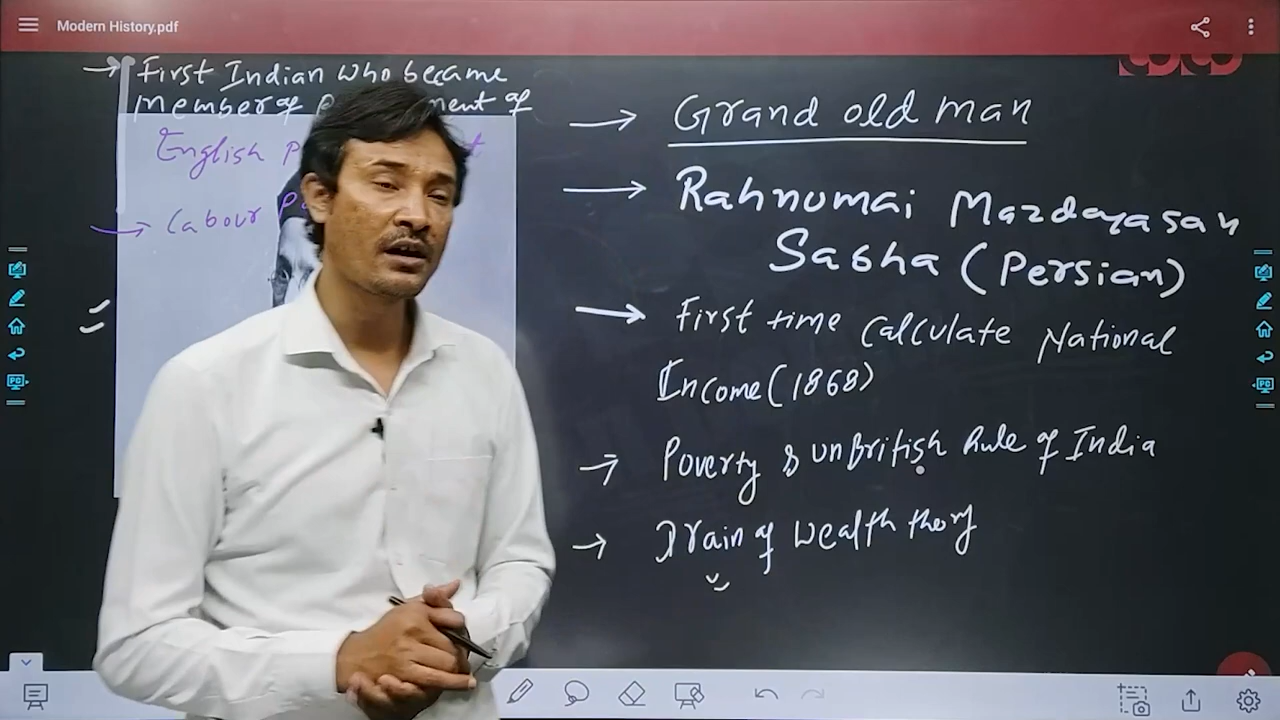 Modern History.pdf
First Indian who became
Member of ment of
English
Labour
Grand old man
Rahnumai Mazdayasan
Sabha (Persian)
First time Calculate National
Income (1868)
Poverty & unBritish Rule of India
Drain of wealth theory